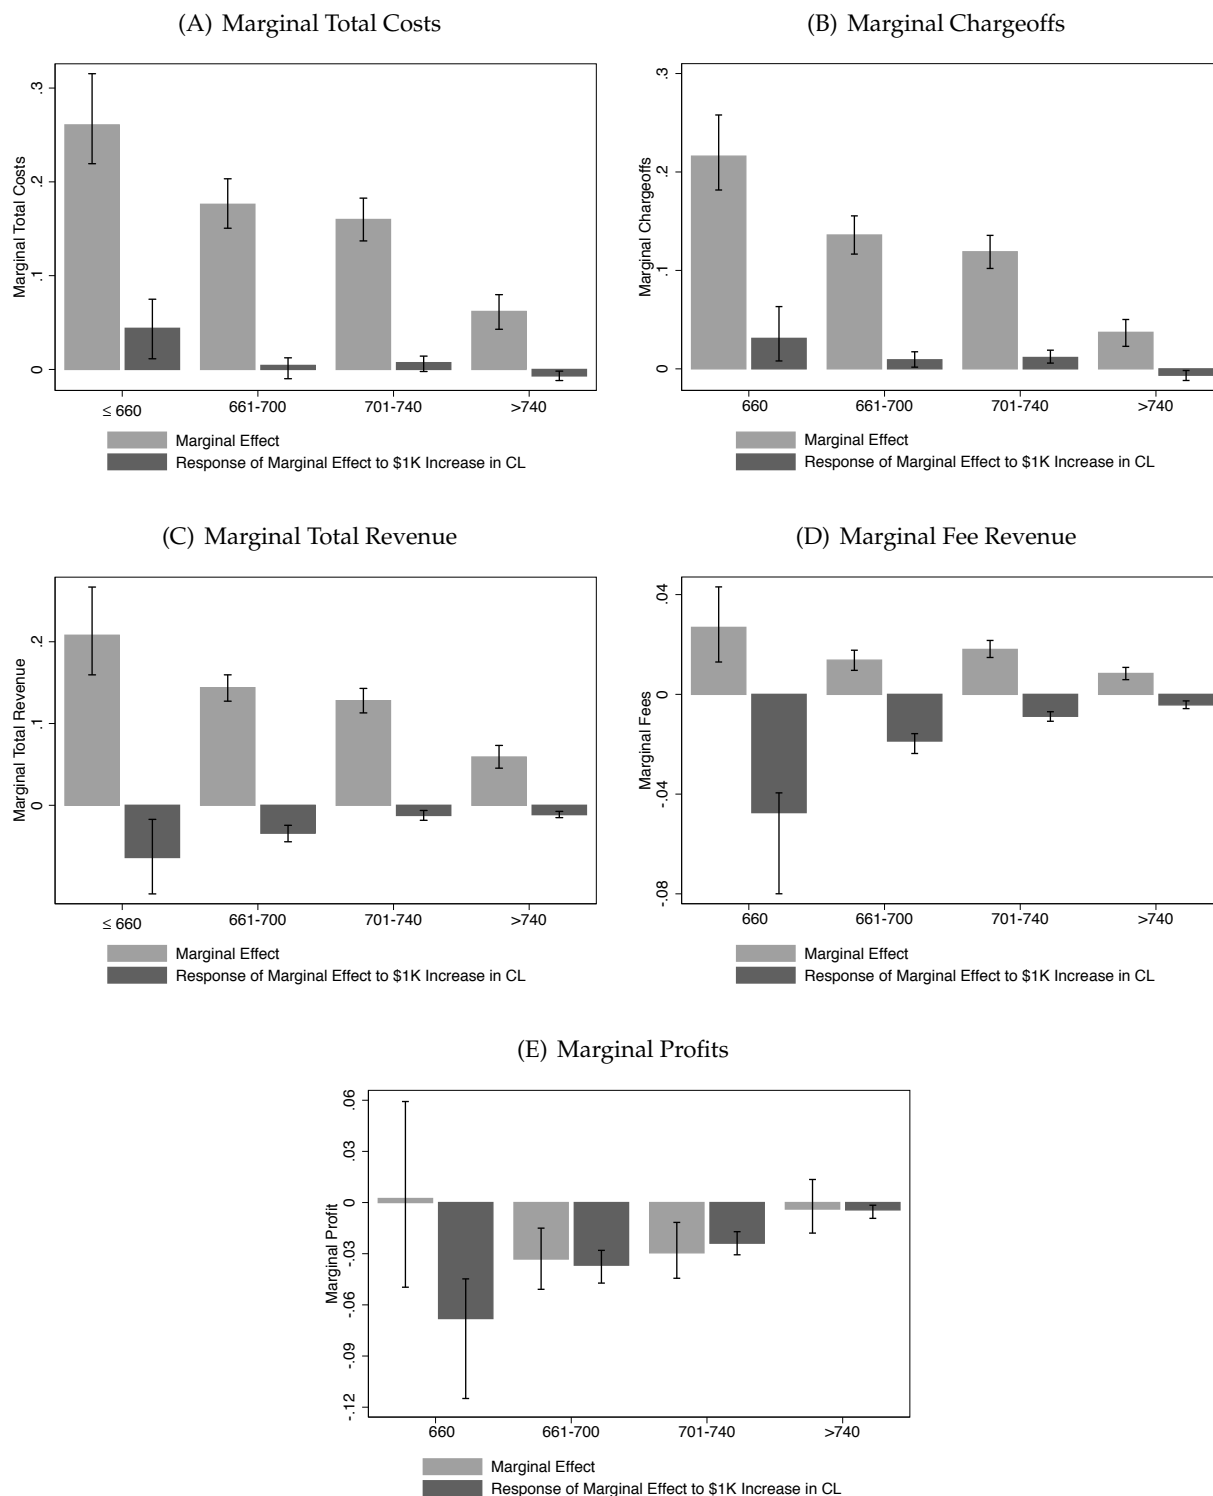 (A) Marginal Total Costs
Marginal Total Costs
.3
.2
.1
0
≤ 660
661-700
701-740
>740
Marginal Effect
Response of Marginal Effect to $1K Increase in CL
(B) Marginal Chargeoffs
Marginal Chargeoffs
.3
.2
.1
0
660
661-700
701-740
>740
Marginal Effect
Response of Marginal Effect to $1K Increase in CL
(C) Marginal Total Revenue
Marginal Total Revenue
.2
.1
0
≤ 660
661-700
701-740
>740
Marginal Effect
Response of Marginal Effect to $1K Increase in CL
(D) Marginal Fee Revenue
Marginal Fees
.04
0
-.04
-.08
660
661-700
701-740
>740
Marginal Effect
Response of Marginal Effect to $1K Increase in CL
(E) Marginal Profits
Marginal Profit
.06
.03
0
-.03
-.06
-.09
-.12
660
661-700
701-740
>740
Marginal Effect
Response of Marginal Effect to $1K Increase in CL